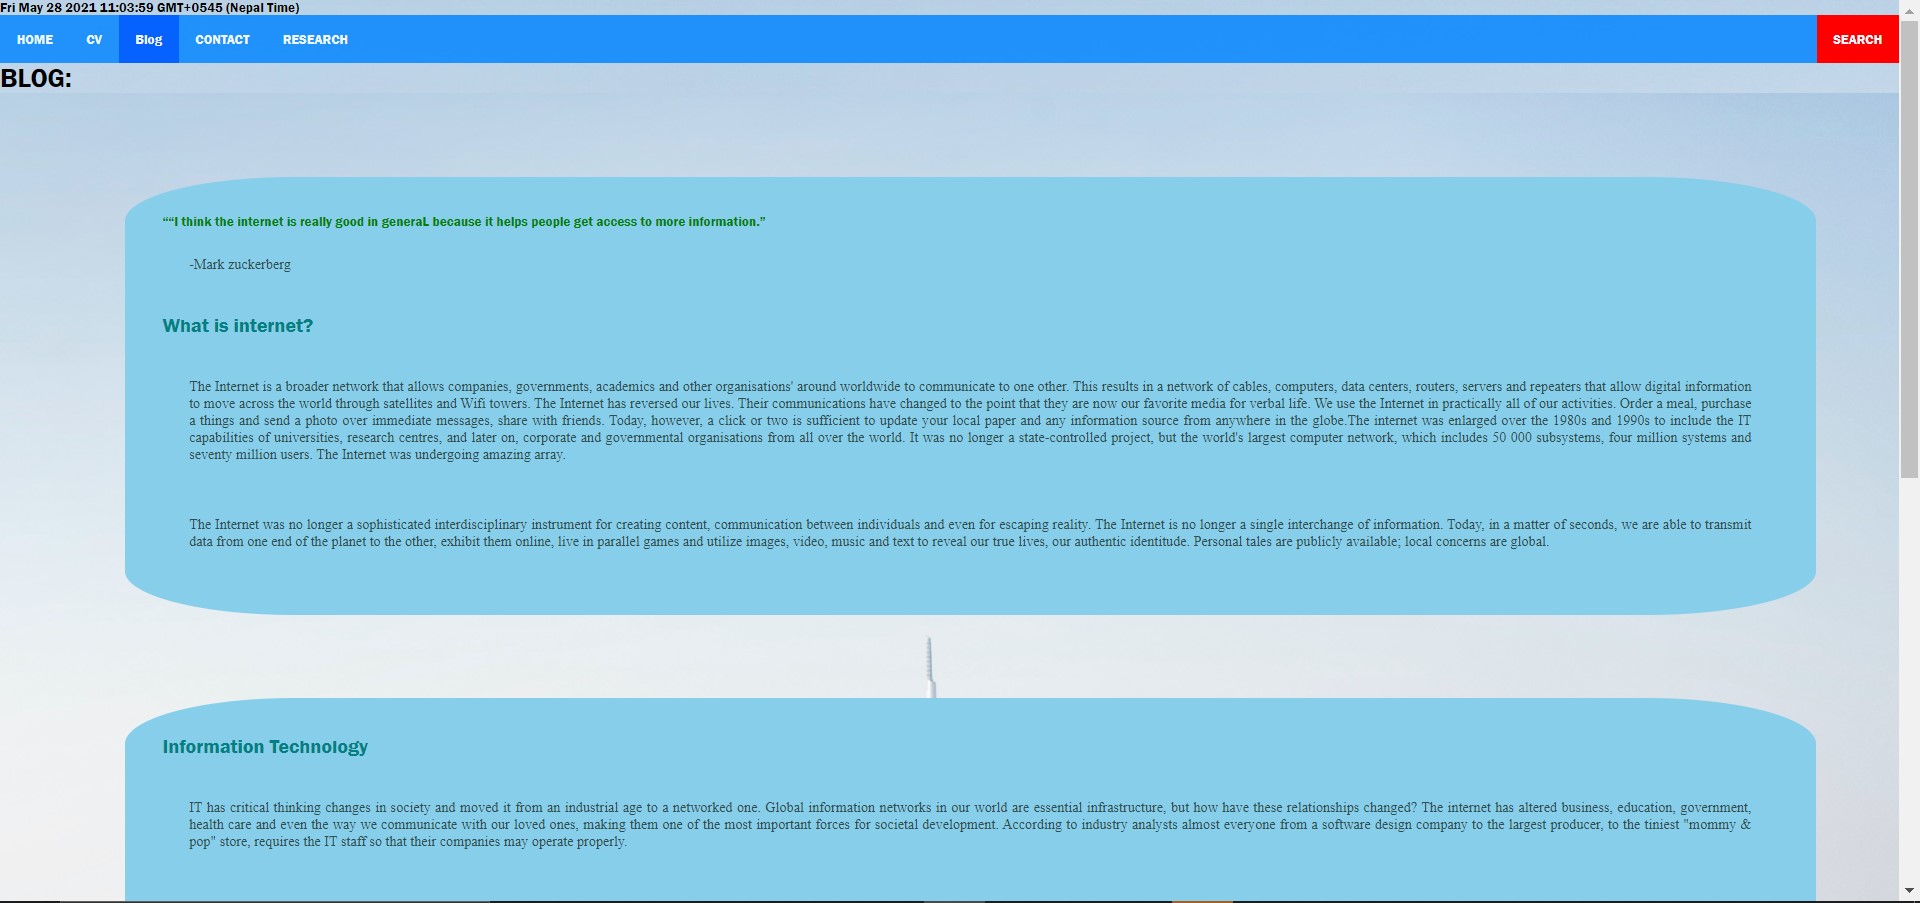 Fri May 28 2021 11:03:59 GMT+0545 (Nepal Time)
HOME CV Blog CONTACT RESEARCH SEARCH
BLOG:
““I think the internet is really good in generaL because it helps people get access to more information.”
-Mark zuckerberg
What is internet?
The Internet is a broader network that allows companies, governments, academics and other organisations' around worldwide to communicate to one other. This results in a network of cables, computers, data centers, routers, servers and repeaters that allow digital information
to move across the world through satellites and Wifi towers. The Internet has reversed our lives. Their communications have changed to the point that they are now our favorite media for verbal life. We use the Internet in practically all of our activities. Order a meal, purchase
a things and send a photo over immediate messages, share with friends. Today, however, a click or two is sufficient to update your local paper and any information source from anywhere in the globe.The internet was enlarged over the 1980s and 1990s to include the IT
capabilities of universities, research centres, and later on, corporate and governmental organisations from all over the world. It was no longer a state-controlled project, but the world's largest computer network, which includes 50 000 subsystems, four million systems and
seventy million users. The Internet was undergoing amazing array.
The Internet was no longer a sophisticated interdisciplinary instrument for creating content, communication between individuals and even for escaping reality. The Internet is no longer a single interchange of information. Today, in a matter of seconds, we are able to transmit
data from one end of the planet to the other, exhibit them online, live in parallel games and utilize images, video, music and text to reveal our true lives, our authentic identitude. Personal tales are publicly available; local concerns are global.
Information Technology
IT has critical thinking changes in society and moved it from an industrial age to a networked one. Global information networks in our world are essential infrastructure, but how have these relationships changed? The internet has altered business, education, government,
health care and even the way we communicate with our loved ones, making them one of the most important forces for societal development. According to industry analysts almost everyone from a software design company to the largest producer, to the tiniest "mommy &
pop" store, requires the IT staff so that their companies may operate properly.